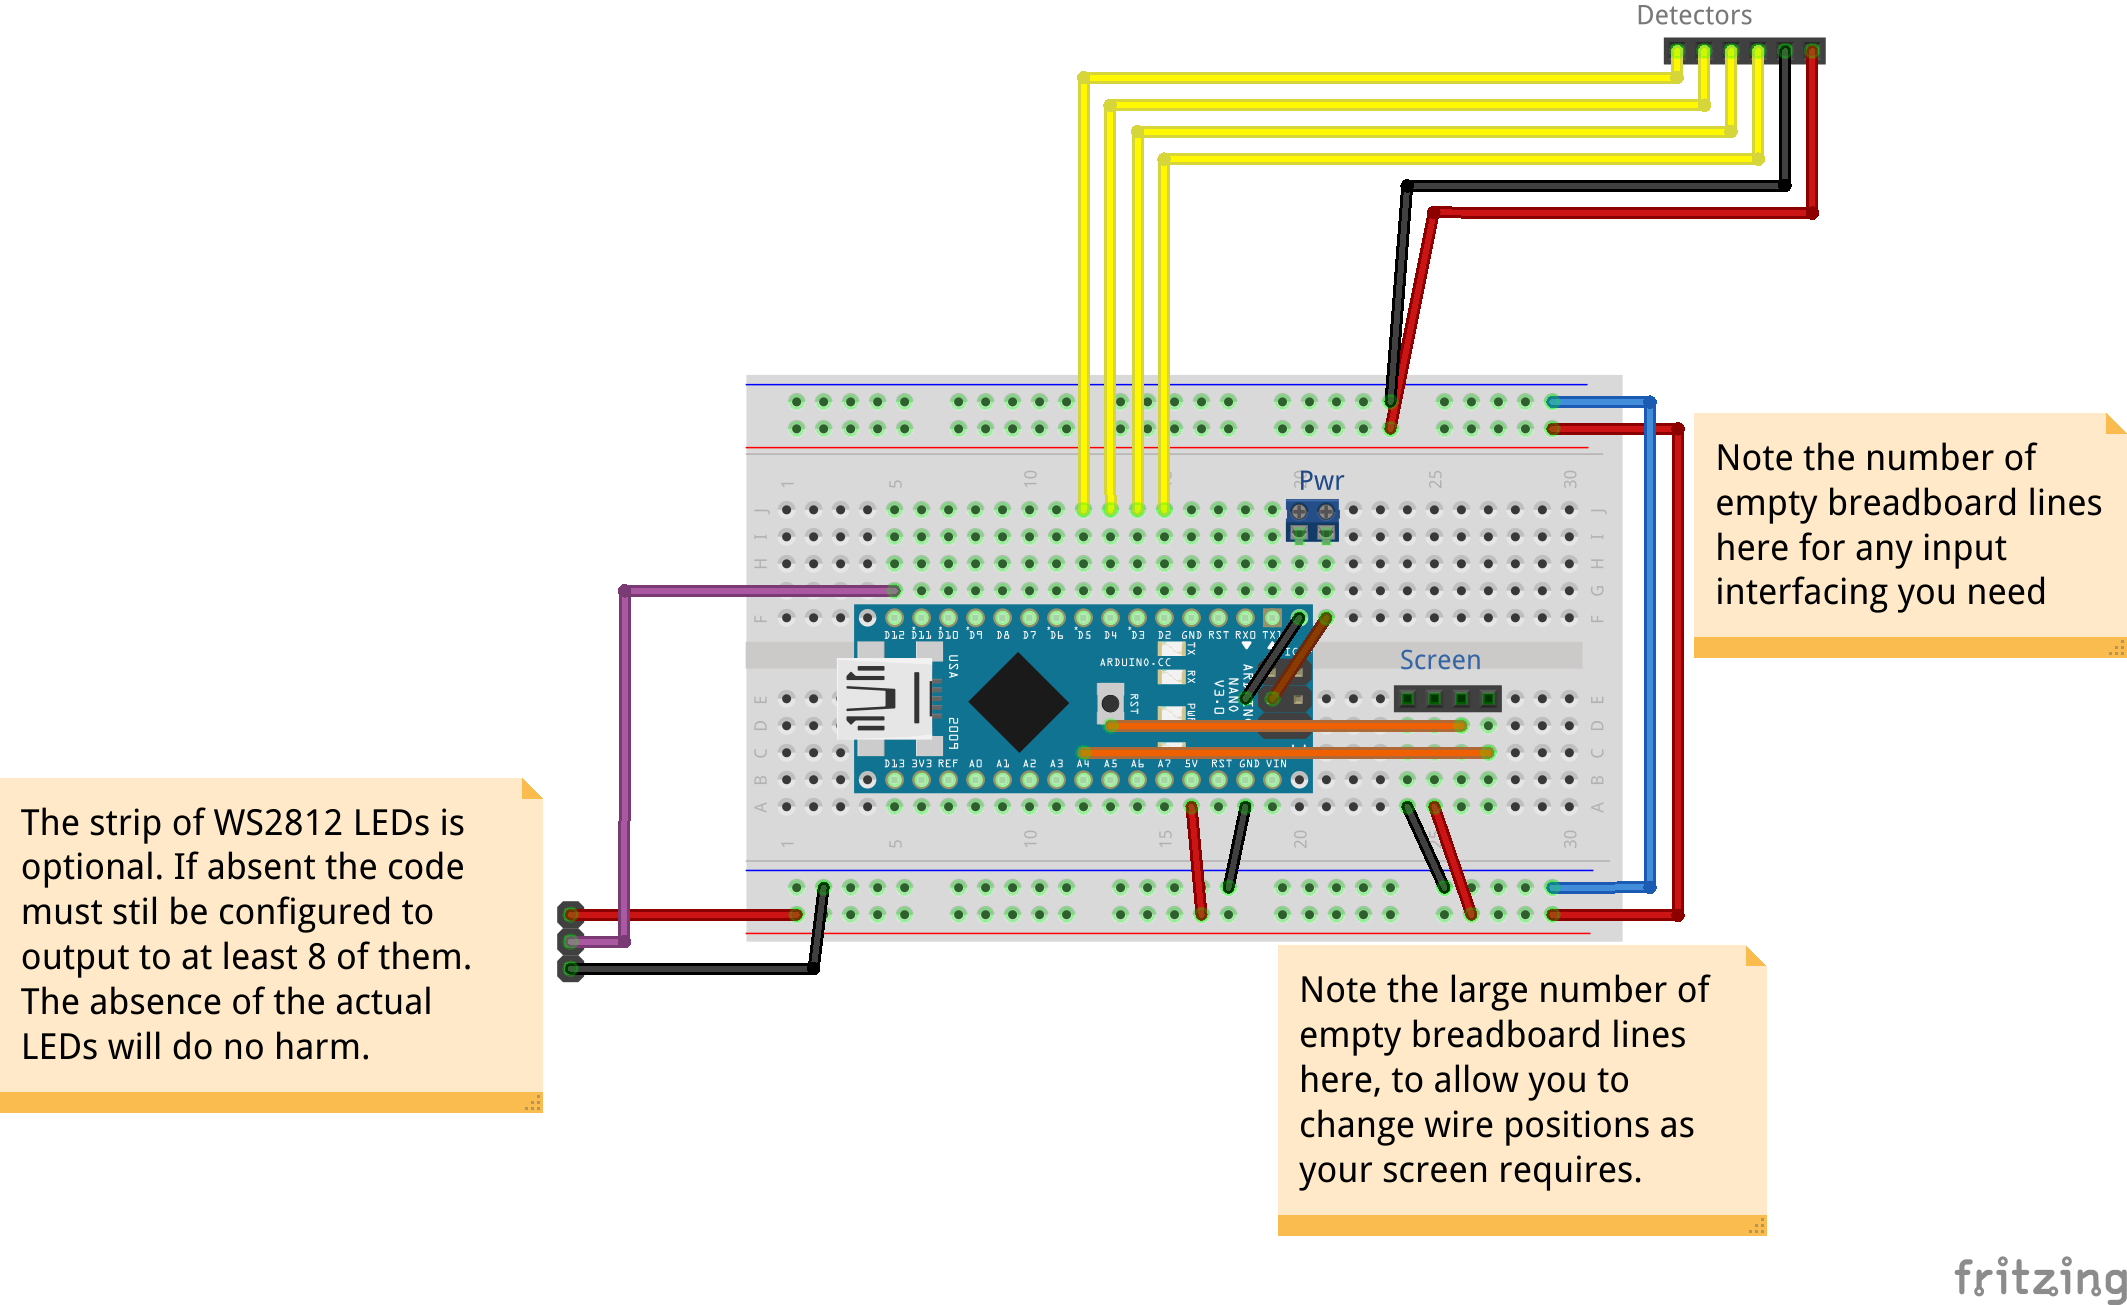 Detectors
Note the number of
empty breadboard lines
here for any input
interfacing you need
1
5
10
25
30
Pwr
J
J
I
I
H
H
G
G
F
F
D12 D11 D10 D9 D8 D7 D6 D5 D4 D3 D2 GND RST RX0 TX1
USA
ARDUINO.CC
TX
RX
RST
PWR
ARDUINO
NANO
V3.0
2009
Screen
E
E
D
D
C
C
D13 3V3 REF A0 A1 A2 A3 A4 A5 A6 A7 5V RST GND VIN
B
B
A
A
1
5
10
15
20
25
30
The strip of WS2812 LEDs is
optional. If absent the code
must stil be configured to
output to at least 8 of them.
The absence of the actual
LEDs will do no harm.
Note the large number of
empty breadboard lines
here, to allow you to
change wire positions as
your screen requires.
fritzing